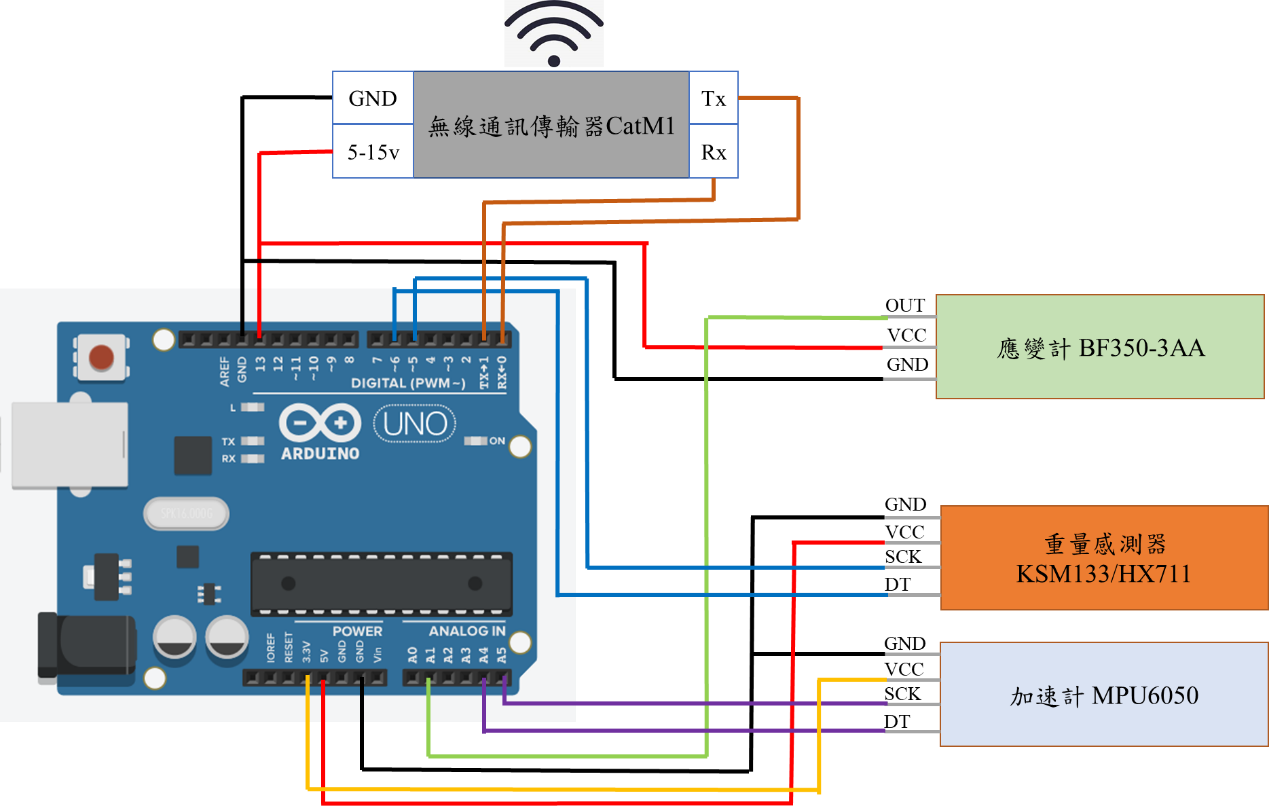 GND
5-15v
無線通訊傳輸器CatM1
Tx
Rx
AREF
GND
13
12
~11
~10
~9
8
7
~6
~5
4
~3
2
TX→1
RX←0
DIGITAL (PWM~)
L
TX
RX
ARDUINO
UNO
ON
SPK16.000G
IOREF
RESET
3.3V
5V
GND
GND
Vin
POWER
ANALOG IN
A0
A1
A2
A3
A4
A5
OUT
VCC
GND
應變計 BF350-3AA
GND
VCC
SCK
DT
重量感測器
KSM133/HX711
GND
VCC
SCK
DT
加速計 MPU6050